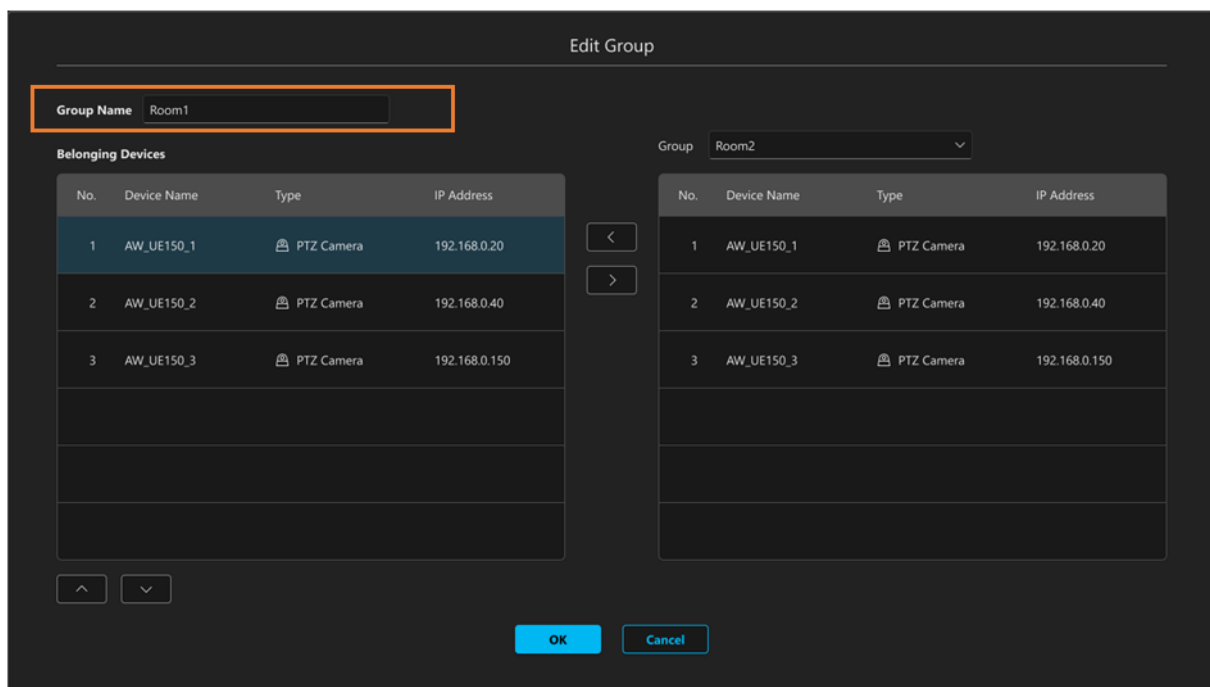 Edit Group
Group Name Room1
Belonging Devices
No. Device Name Type IP Address
1 AW_UE150_1 PTZ Camera 192.168.0.20
2 AW_UE150_2 PTZ Camera 192.168.0.40
3 AW_UE150_3 PTZ Camera 192.168.0.150
Group Room2
No. Device Name Type IP Address
1 AW_UE150_1 PTZ Camera 192.168.0.20
2 AW_UE150_2 PTZ Camera 192.168.0.40
3 AW_UE150_3 PTZ Camera 192.168.0.150
OK Cancel